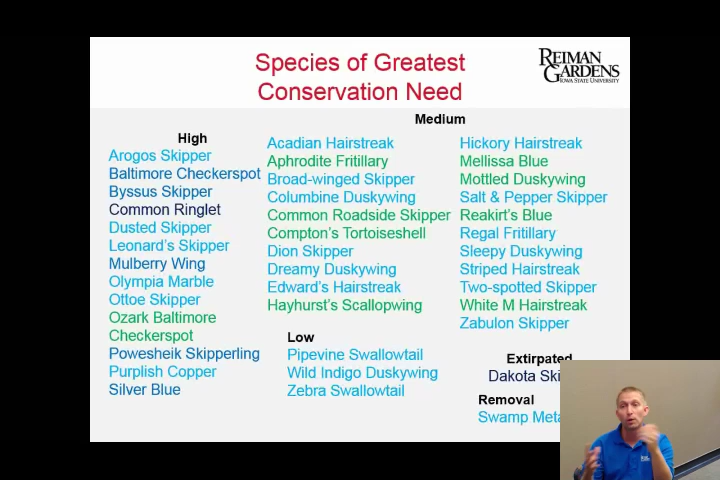 Species of Greatest
Conservation Need
REIMAN
GARDENS
IOWA STATE UNIVERSITY
High
Arogos Skipper
Baltimore Checkerspot
Byssus Skipper
Common Ringlet
Dusted Skipper
Leonard's Skipper
Mulberry Wing
Olympia Marble
Ottoe Skipper
Ozark Baltimore
Checkerspot
Powesheik Skipperling
Purplish Copper
Silver Blue
Medium
Acadian Hairstreak
Aphrodite Fritillary
Broad-winged Skipper
Columbine Duskywing
Common Roadside Skipper
Compton's Tortoiseshell
Dion Skipper
Dreamy Duskywing
Edward's Hairstreak
Hayhurst's Scallopwing
Hickory Hairstreak
Mellissa Blue
Mottled Duskywing
Salt & Pepper Skipper
Reakirt's Blue
Regal Fritillary
Sleepy Duskywing
Striped Hairstreak
Two-spotted Skipper
White M Hairstreak
Zabulon Skipper
Low
Pipevine Swallowtail
Wild Indigo Duskywing
Zebra Swallowtail
Extirpated
Dakota
Removal
Swamp